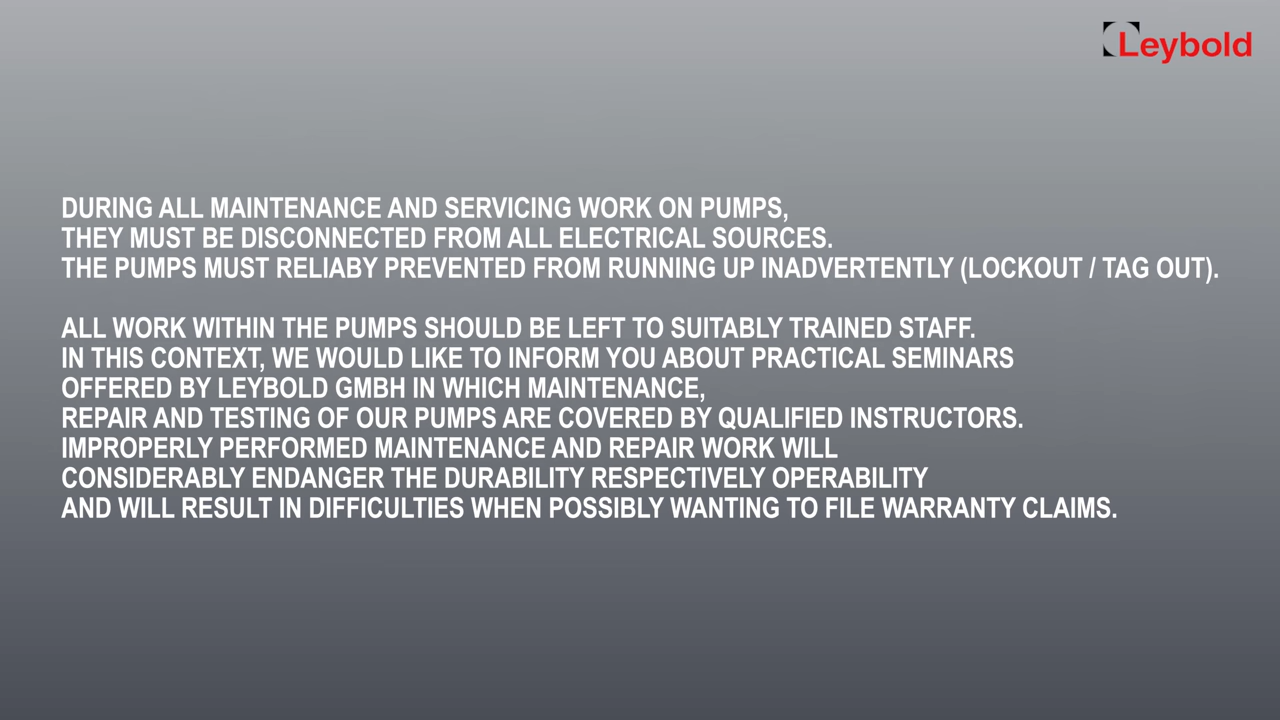 Leybold
DURING ALL MAINTENANCE AND SERVICING WORK ON PUMPS,
THEY MUST BE DISCONNECTED FROM ALL ELECTRICAL SOURCES.
THE PUMPS MUST RELIABY PREVENTED FROM RUNNING UP INADVERTENTLY (LOCKOUT / TAG OUT).
ALL WORK WITHIN THE PUMPS SHOULD BE LEFT TO SUITABLY TRAINED STAFF.
IN THIS CONTEXT, WE WOULD LIKE TO INFORM YOU ABOUT PRACTICAL SEMINARS
OFFERED BY LEYBOLD GMBH IN WHICH MAINTENANCE,
REPAIR AND TESTING OF OUR PUMPS ARE COVERED BY QUALIFIED INSTRUCTORS.
IMPROPERLY PERFORMED MAINTENANCE AND REPAIR WORK WILL
CONSIDERABLY ENDANGER THE DURABILITY RESPECTIVELY OPERABILITY
AND WILL RESULT IN DIFFICULTIES WHEN POSSIBLY WANTING TO FILE WARRANTY CLAIMS.